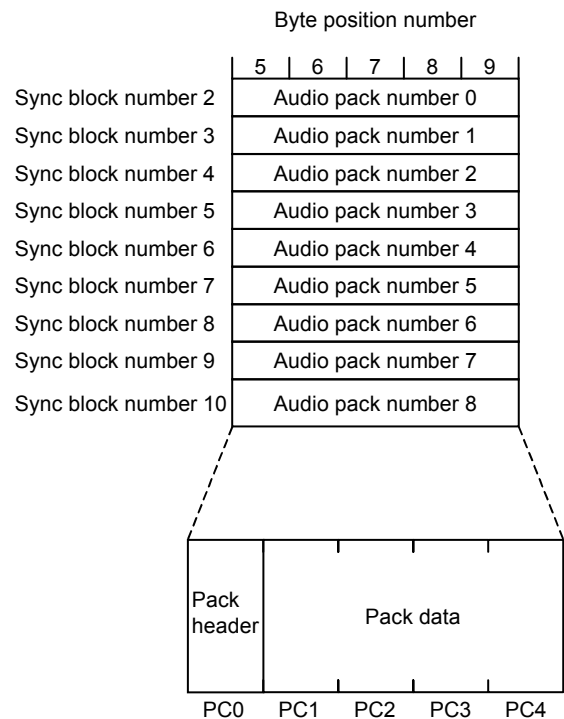 Byte position number
5 6 7 8 9
Sync block number 2 Audio pack number 0
Sync block number 3 Audio pack number 1
Sync block number 4 Audio pack number 2
Sync block number 5 Audio pack number 3
Sync block number 6 Audio pack number 4
Sync block number 7 Audio pack number 5
Sync block number 8 Audio pack number 6
Sync block number 9 Audio pack number 7
Sync block number 10 Audio pack number 8
Pack
header
Pack data
PC0 PC1 PC2 PC3 PC4